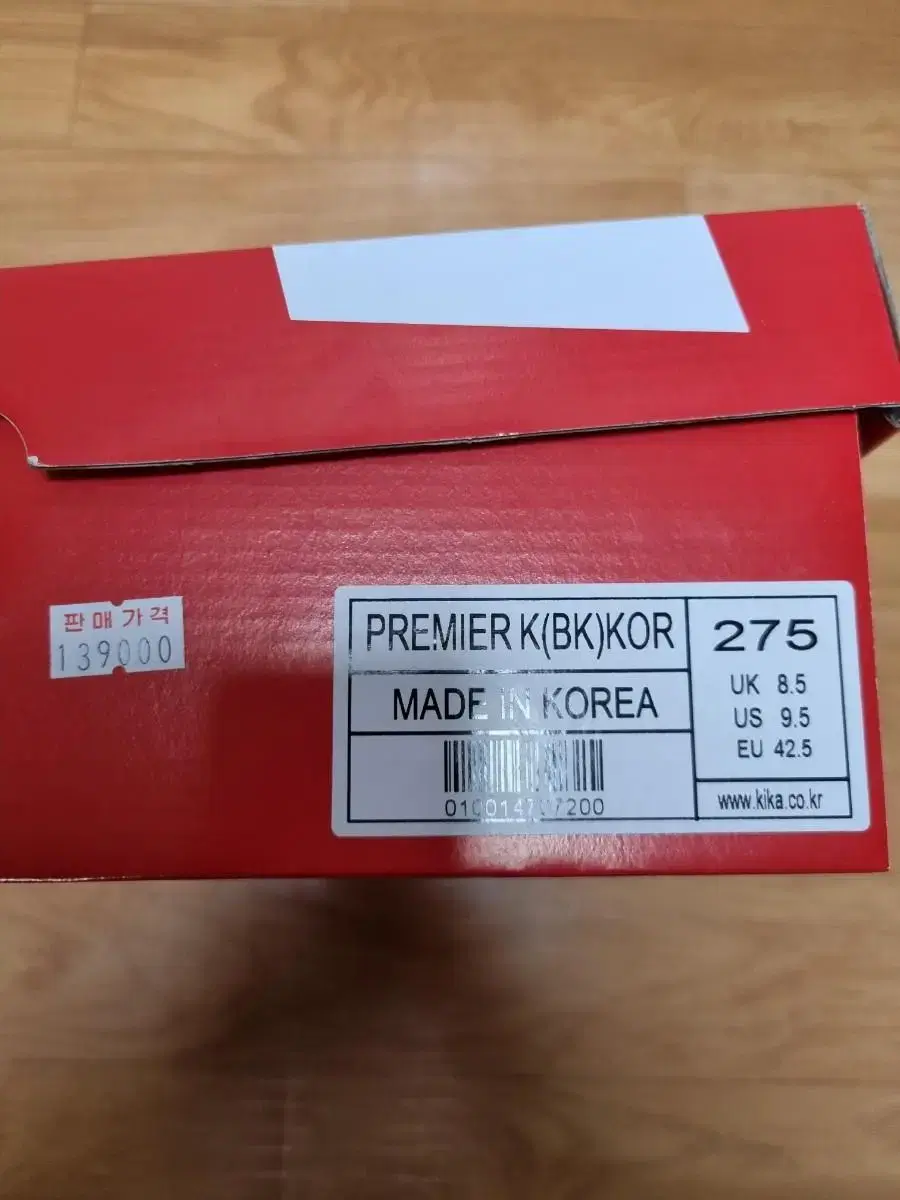 판매가격
139000
PREMIER K(BK)KOR
MADE IN KOREA
275
UK 8.5
US 9.5
EU 42.5
www.kika.co.kr